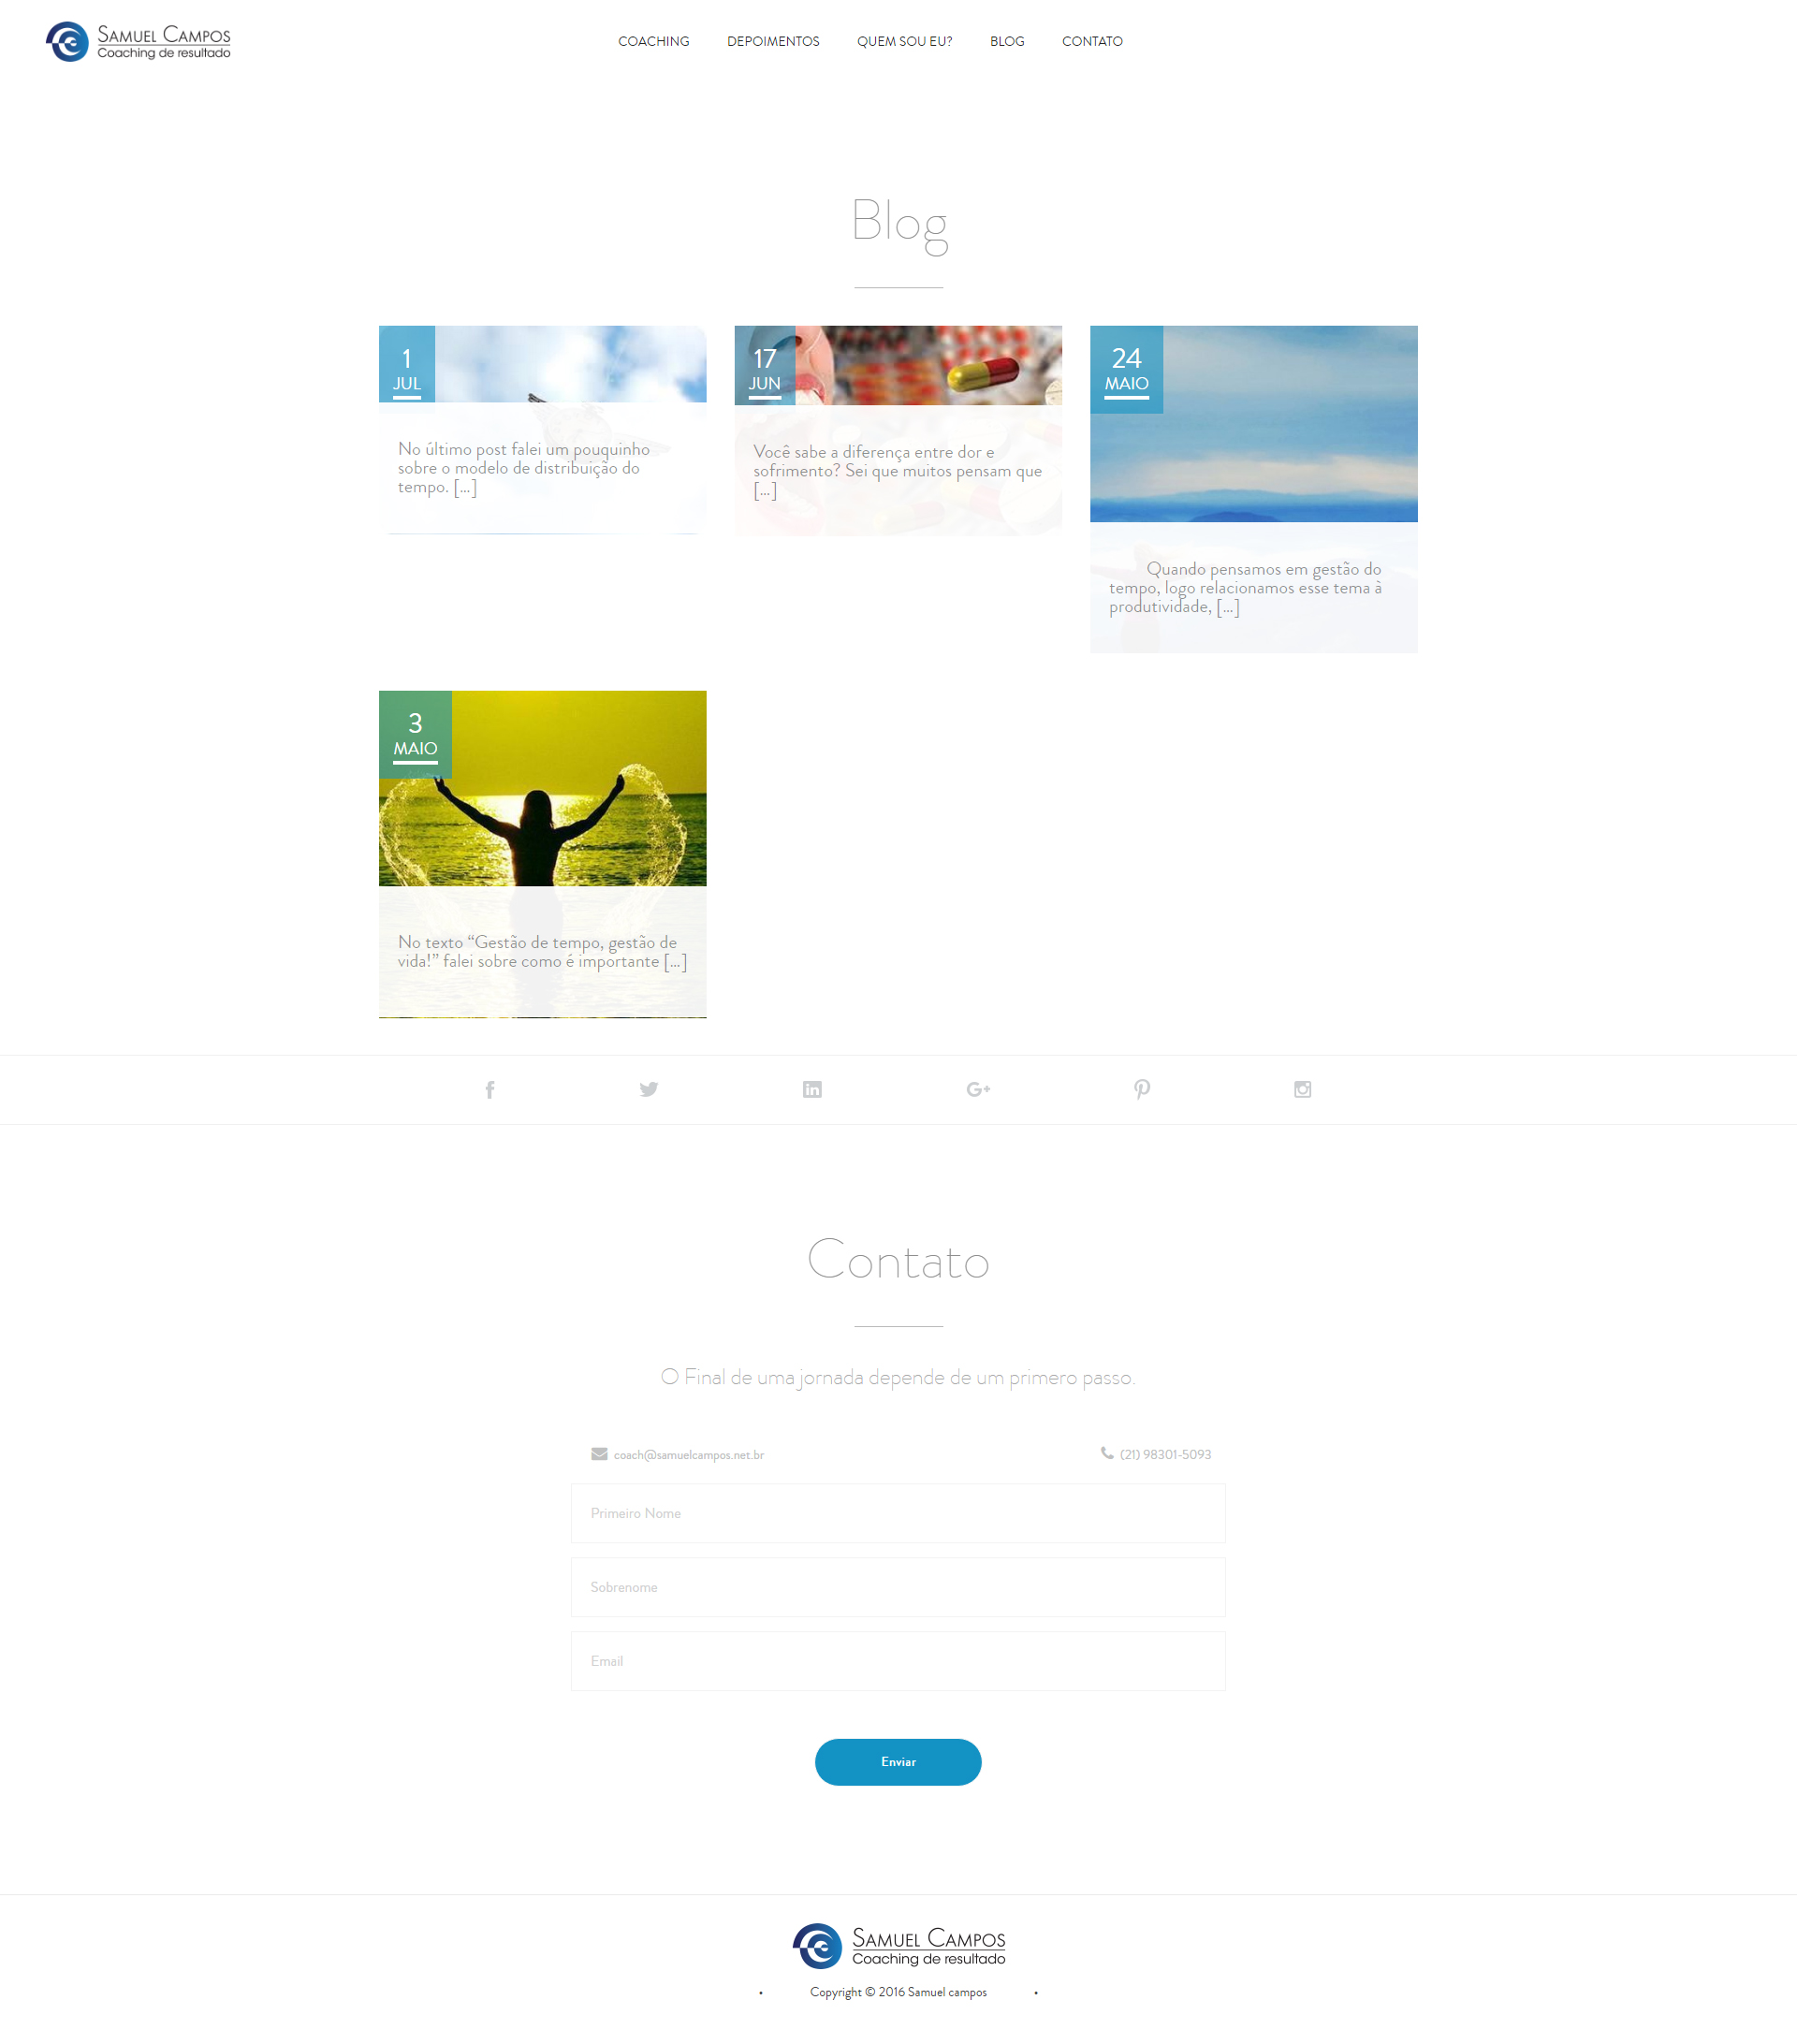 SAMUEL CAMPOS
Coaching de resultado
COACHING DEPOIMENTOS QUEM SOU EU? BLOG CONTATO
Blog
1
JUL
No último post falei um pouquinho
sobre o modelo de distribuição do
tempo. [...]
17
JUN
Você sabe a diferença entre dor e
sofrimento? Sei que muitos pensam que
[...]
24
MAIO
Quando pensamos em gestão do
tempo, logo relacionamos esse tema à
produtividade, [...]
3
MAIO
No texto “Gestão de tempo, gestão de
vida!” falei sobre como é importante [...]
Contato
O Final de uma jornada depende de um primero passo.
coach@samuelcampos.net.br (21) 98301-5093
Primeiro Nome
Sobrenome
Email
Enviar
SAMUEL CAMPOS
Coaching de resultado
• Copyright © 2016 Samuel campos •